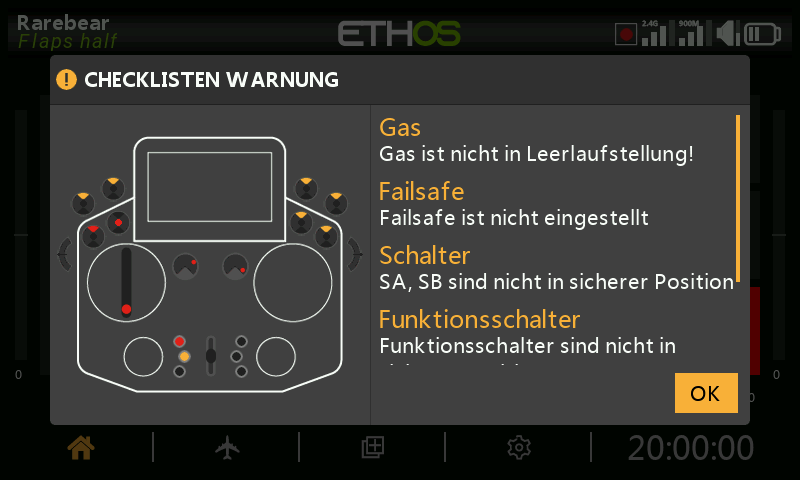 Rarebear
Flaps half
ETHOS
2.4G
900M
CHECKLISTEN WARNUNG
Gas
Gas ist nicht in Leerlaufstellung!
Failsafe
Failsafe ist nicht eingestellt
Schalter
SA, SB sind nicht in sicherer Position
Funktionsschalter
Funktionsschalter sind nicht in
OK
0
0
20:00:00